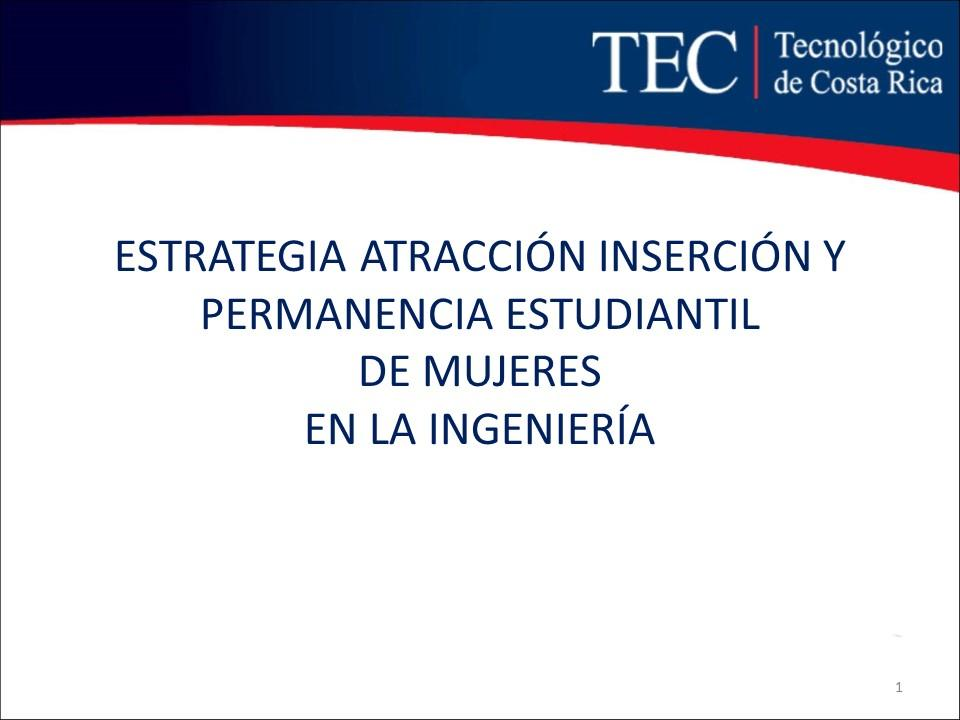 TEC
Tecnológico
de Costa Rica
ESTRATEGIA ATRACCIÓN INSERCIÓN Y
PERMANENCIA ESTUDIANTIL
DE MUJERES
EN LA INGENIERÍA
1